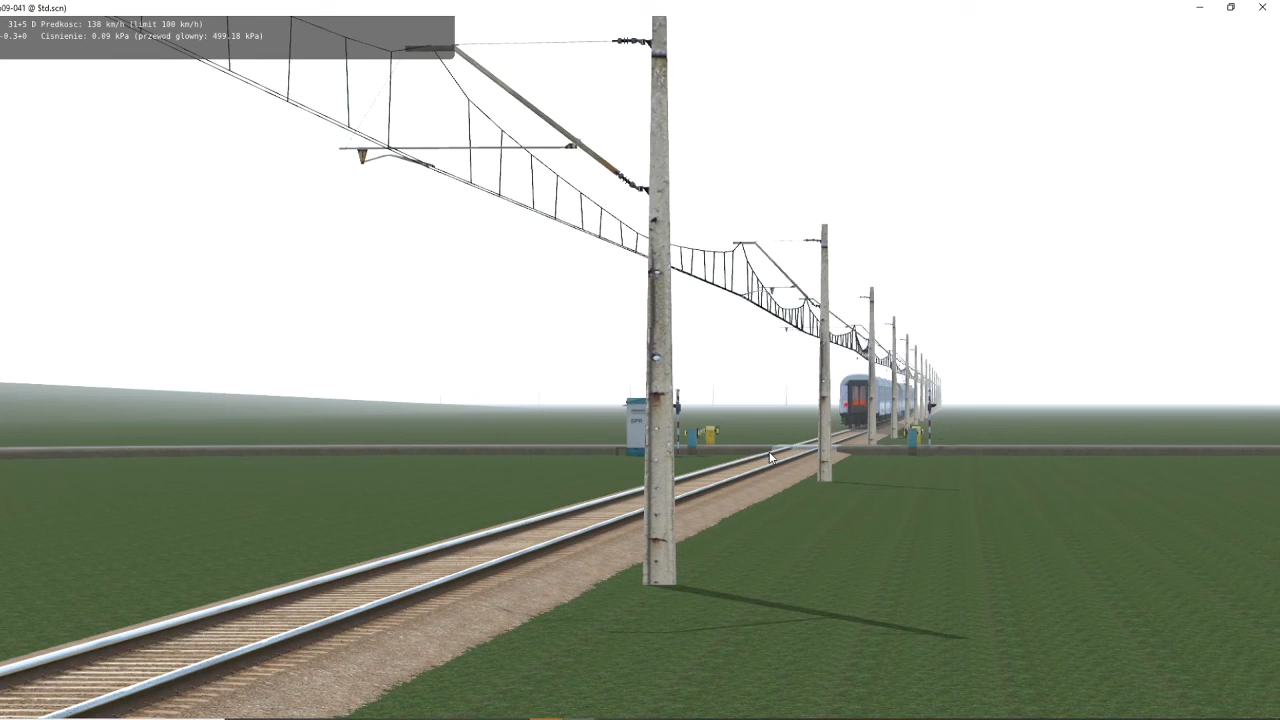 o09-041 @ $td.scn)
31+5 D Predkosc: 138 km/h (limit 100 km/h)
-0.3+0 Cisnienie: 0.09 kPa (przewod glowny: 499.18 kPa)